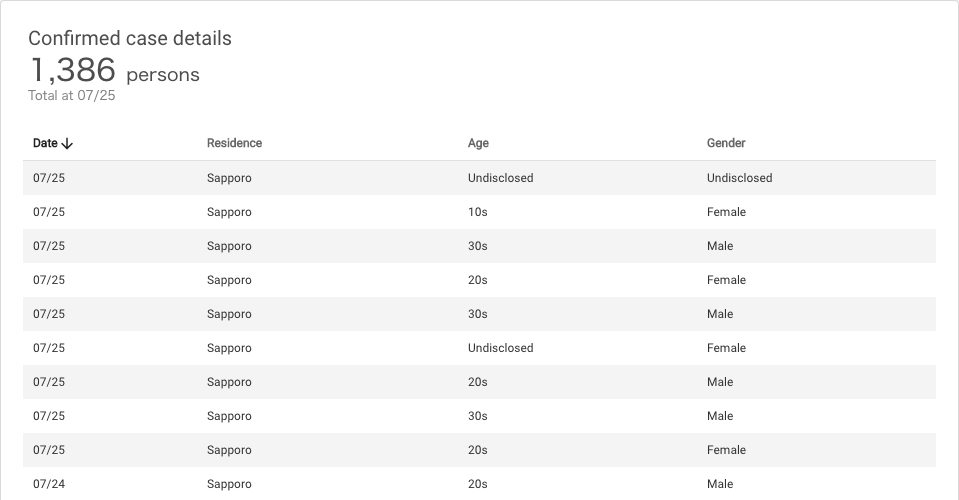 Confirmed case details
1,386 persons
Total at 07/25
Date ↓ Residence Age Gender
07/25 Sapporo Undisclosed Undisclosed
07/25 Sapporo 10s Female
07/25 Sapporo 30s Male
07/25 Sapporo 20s Female
07/25 Sapporo 30s Male
07/25 Sapporo Undisclosed Female
07/25 Sapporo 20s Male
07/25 Sapporo 30s Male
07/25 Sapporo 20s Female
07/24 Sapporo 20s Male